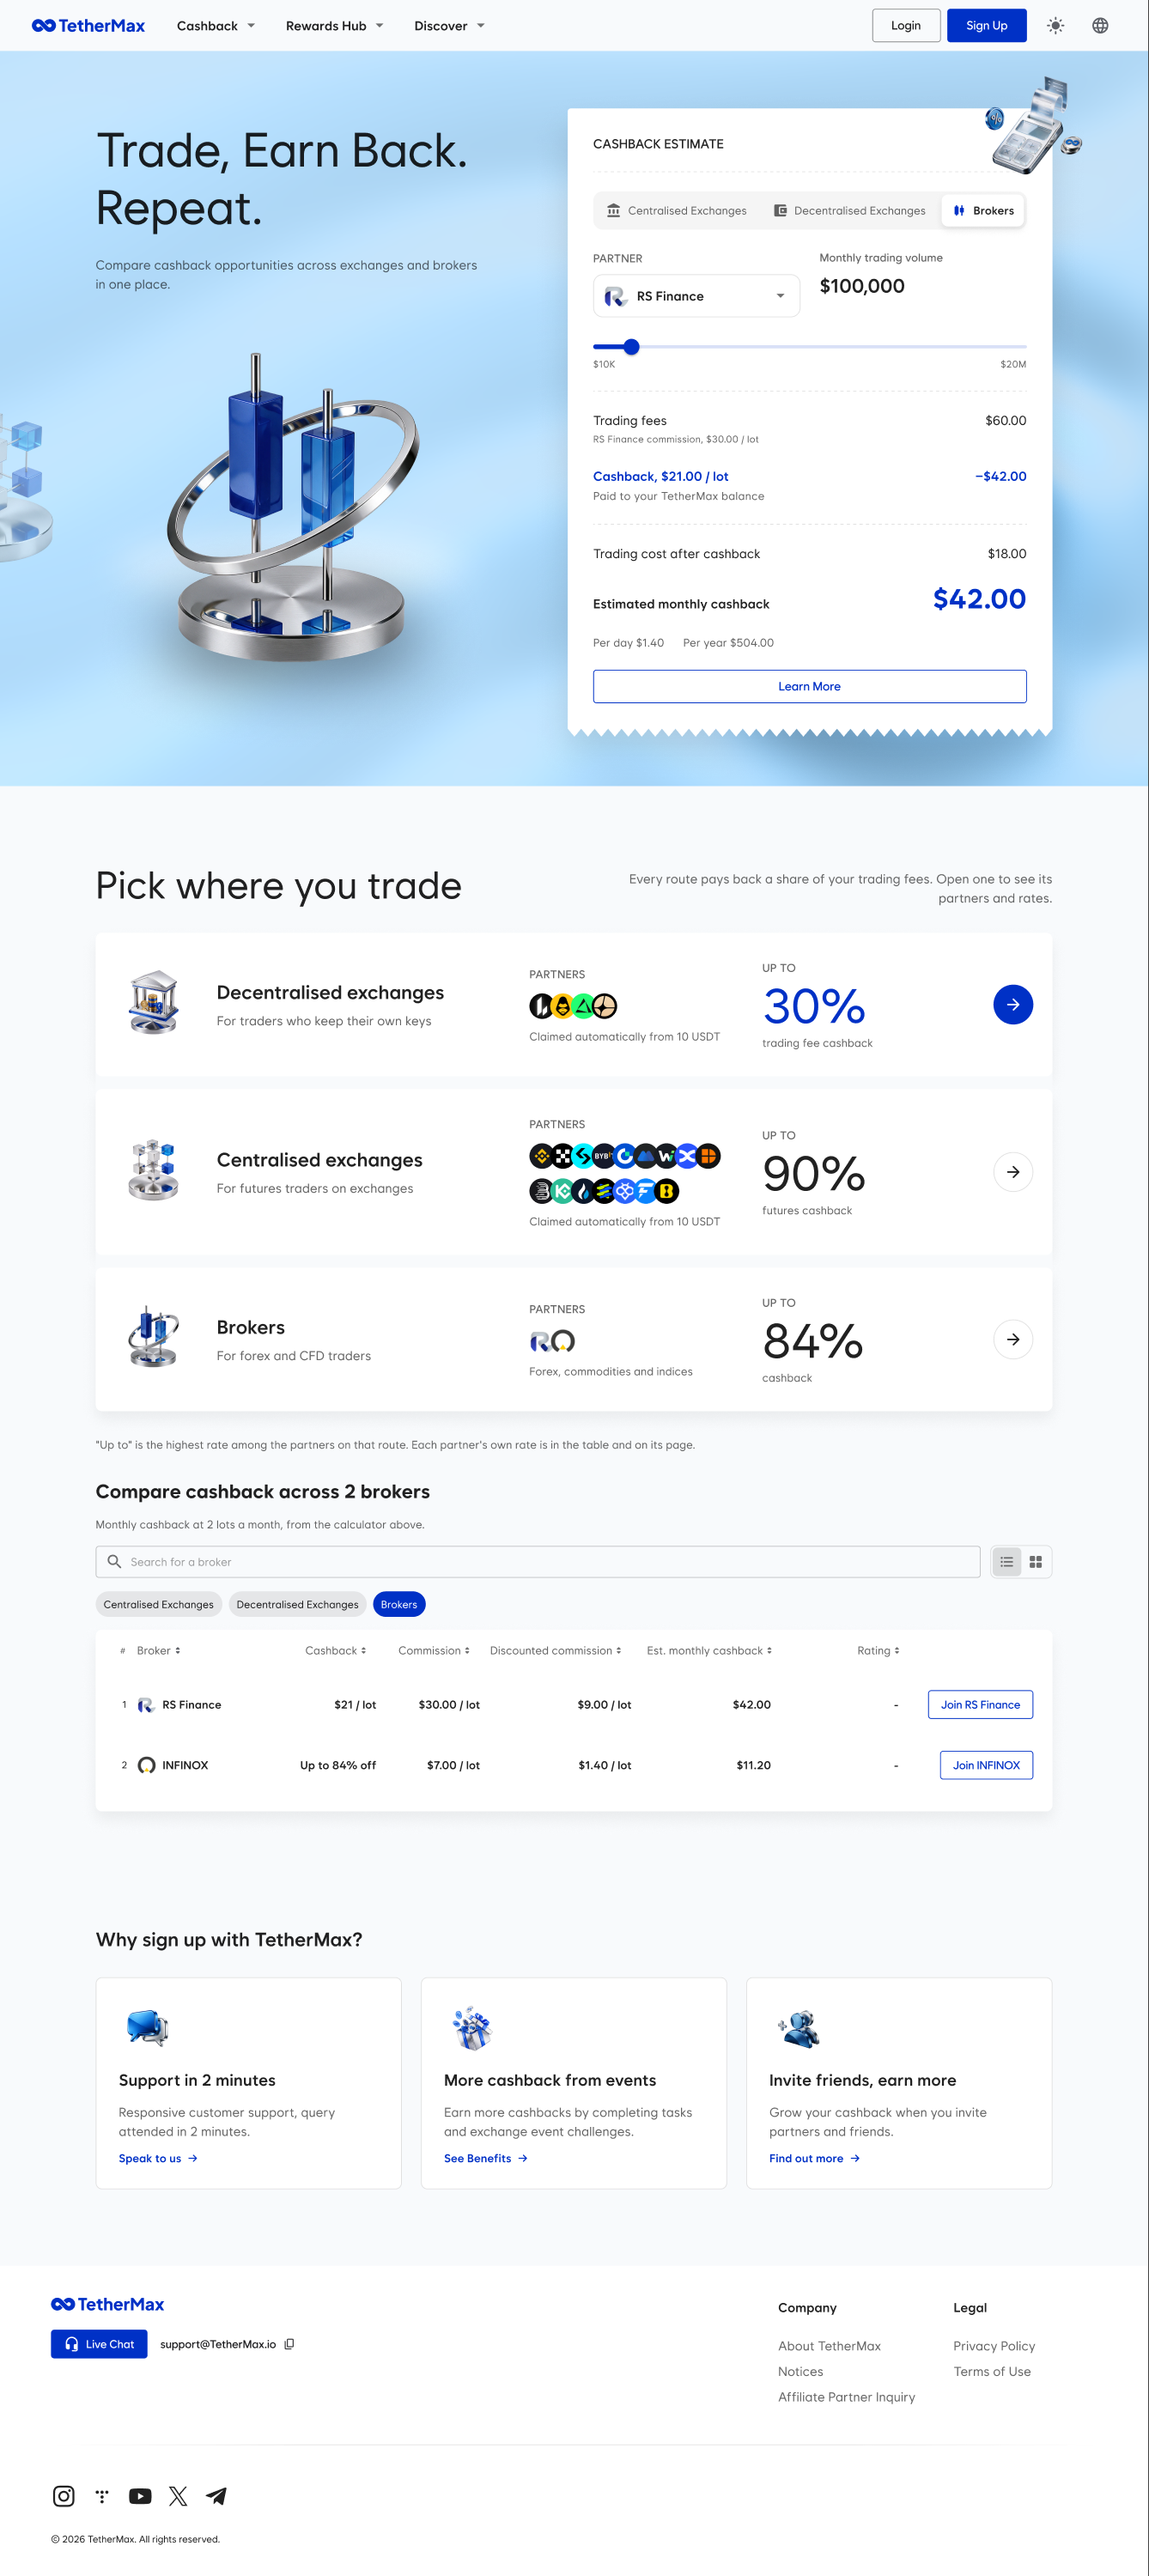 TetherMax
Cashback
Rewards Hub
Discover
Login
Sign Up
Trade, Earn Back.
Repeat.
Compare cashback opportunities across exchanges and brokers
in one place.
CASHBACK ESTIMATE
Centralised Exchanges
Decentralised Exchanges
Brokers
PARTNER
RS Finance
Monthly trading volume
$100,000
$10K
$20M
Trading fees
$60.00
RS Finance commission, $30.00 / lot
Cashback, $21.00 / lot
−$42.00
Paid to your TetherMax balance
Trading cost after cashback
$18.00
Estimated monthly cashback
$42.00
Per day $1.40
Per year $504.00
Learn More
Pick where you trade
Every route pays back a share of your trading fees. Open one to see its
partners and rates.
Decentralised exchanges
For traders who keep their own keys
PARTNERS
Claimed automatically from 10 USDT
UP TO
30%
trading fee cashback
Centralised exchanges
For futures traders on exchanges
PARTNERS
Claimed automatically from 10 USDT
UP TO
90%
futures cashback
Brokers
For forex and CFD traders
PARTNERS
Forex, commodities and indices
UP TO
84%
cashback
"Up to" is the highest rate among the partners on that route. Each partner's own rate is in the table and on its page.
Compare cashback across 2 brokers
Monthly cashback at 2 lots a month, from the calculator above.
Search for a broker
Centralised Exchanges
Decentralised Exchanges
Brokers
# Broker Cashback Commission Discounted commission Est. monthly cashback Rating
1 RS Finance $21 / lot $30.00 / lot $9.00 / lot $42.00 - Join RS Finance
2 INFINOX Up to 84% off $7.00 / lot $1.40 / lot $11.20 - Join INFINOX
Why sign up with TetherMax?
Support in 2 minutes
Responsive customer support, query
attended in 2 minutes.
Speak to us
More cashback from events
Earn more cashbacks by completing tasks
and exchange event challenges.
See Benefits
Invite friends, earn more
Grow your cashback when you invite
partners and friends.
Find out more
TetherMax
Live Chat
support@TetherMax.io
Company
About TetherMax
Notices
Affiliate Partner Inquiry
Legal
Privacy Policy
Terms of Use
© 2026 TetherMax. All rights reserved.